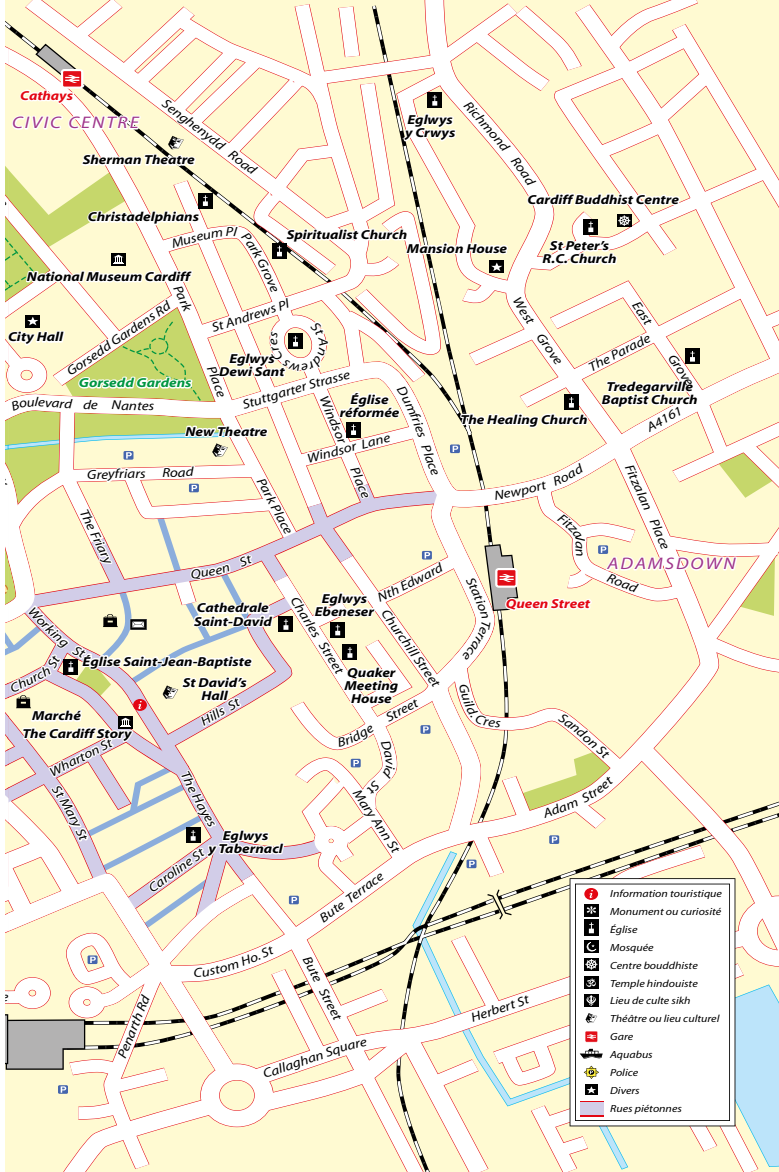 Cathays
CIVIC CENTRE
Senghenydd Road
Sherman Theatre
Eglwys
y Crwys
Richmond Road
Christadelphians
Cardiff Buddhist Centre
Museum Pl
Park Grove
Spiritualist Church
Mansion House
St Peter's
R.C. Church
National Museum Cardiff
Park Place
St Andrews Pl
City Hall
Gorsedd Gardens Rd
St Andrews Cres
West Grove
East Grove
The Parade
Eglwys
Dewi Sant
Gorsedd Gardens
Stuttgarter Strasse
Tredegarville
Baptist Church
Boulevard de Nantes
Église
réformée
Dumfries Place
The Healing Church
A4161
New Theatre
Windsor Place
Windsor Lane
P
P
Greyfriars Road
P
Park Place
Newport Road
Fitzalan Place
The Friary
Fitzalan Road
P
P
ADAMSDOWN
Queen St
Nth Edward
Station Terrace
Queen Street
Cathedrale
Saint-David
Charles Street
Eglwys
Ebeneser
Churchill Street
Working St
Church St
Église Saint-Jean-Baptiste
Quaker
Meeting
House
St David's
Hall
i
Guild. Cres
Marché
The Cardiff Story
Hills St
Bridge Street
P
Sandon St
Wharton St
David St
P
St Mary St
The Hayes
Mary Ann St
Adam Street
Eglwys
y Tabernacl
P
P
Caroline St
Bute Terrace
P
P
Custom Ho. St
Bute Street
Penarth Rd
e
Herbert St
Callaghan Square
P
i Information touristique
Monument ou curiosité
Église
Mosquée
Centre bouddhiste
Temple hindouiste
Lieu de culte sikh
Théâtre ou lieu culturel
Gare
Aquabus
Police
Divers
Rues piétonnes